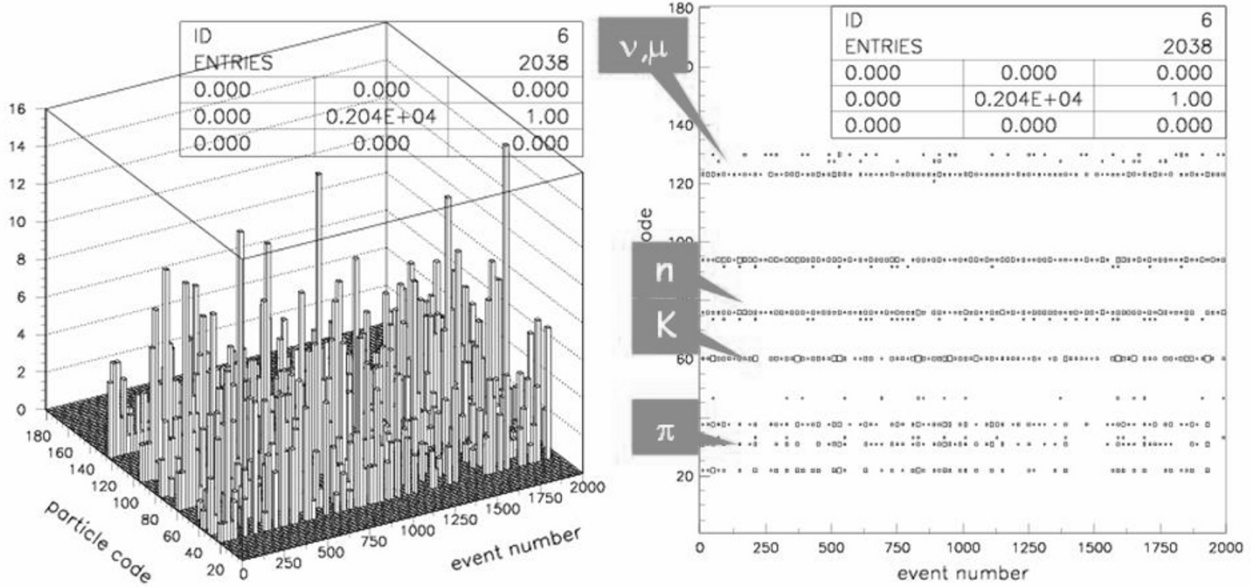 ID 6
ENTRIES 2038
0.000 0.000 0.000
0.000 0.204E+04 1.00
0.000 0.000 0.000
16
14
12
10
8
6
4
2
0
180
160
140
120
100
80
60
40
20
particle code
0
250
500
750
1000
1250
1500
1750
2000
event number
ID 6
ENTRIES 2038
0.000 0.000 0.000
0.000 0.204E+04 1.00
0.000 0.000 0.000
ν,μ
n
K
π
180
140
120
100
60
20
ode
0 250 500 750 1000 1250 1500 1750 2000
event number